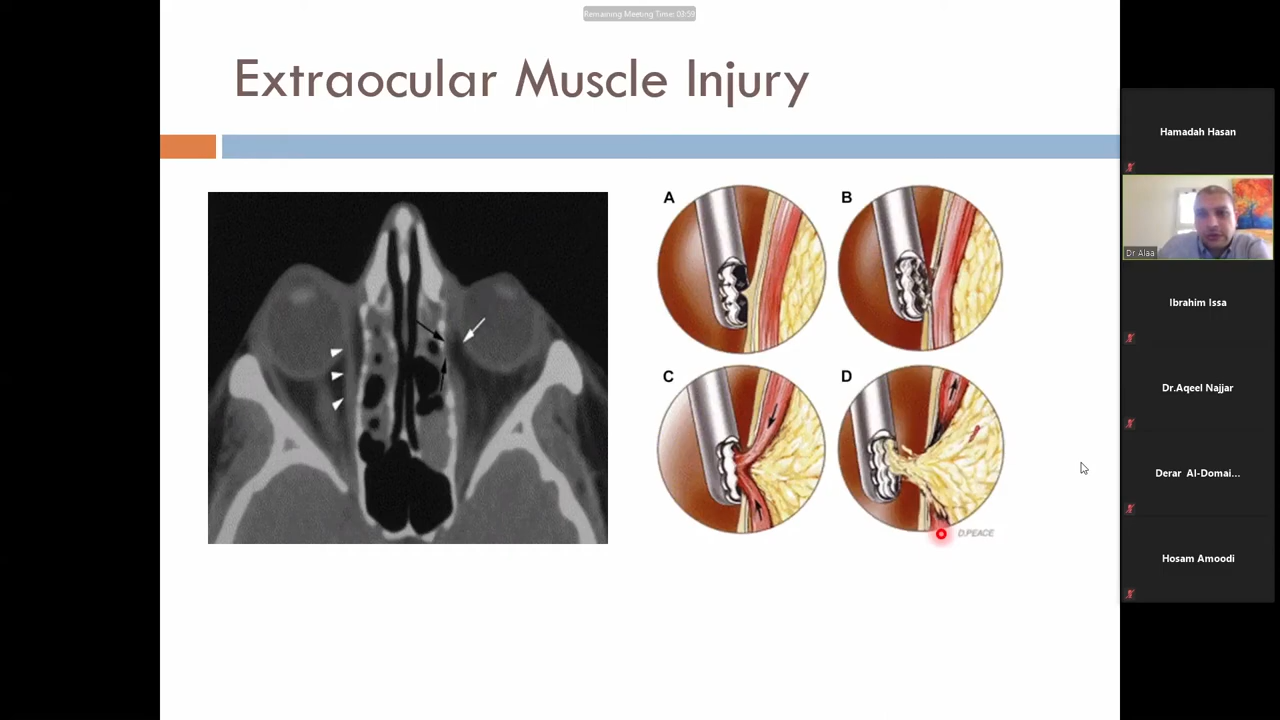 Remaining Meeting Time: 03:59
Extraocular Muscle Injury
A
B
C
D
D.PEACE
Hamadah Hasan
Dr Alaa
Ibrahim Issa
Dr.Aqeel Najjar
Derar Al-Domai...
Hosam Amoodi